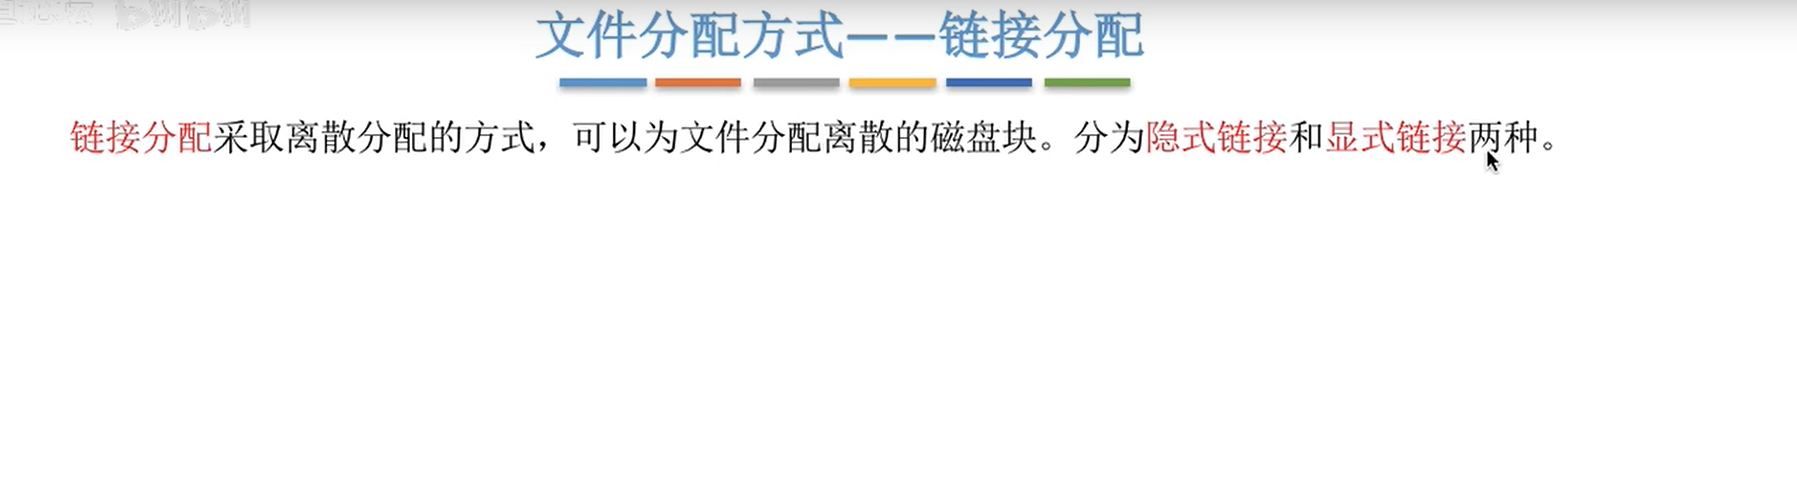 文件分配方式——链接分配
链接分配采取离散分配的方式，可以为文件分配离散的磁盘块。分为隐式链接和显式链接两种。